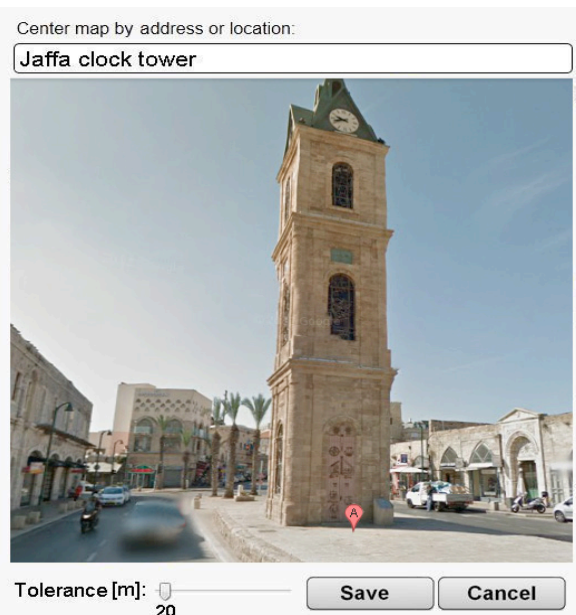 Center map by address or location:
Jaffa clock tower
A
Tolerance [m]:
20
Save
Cancel